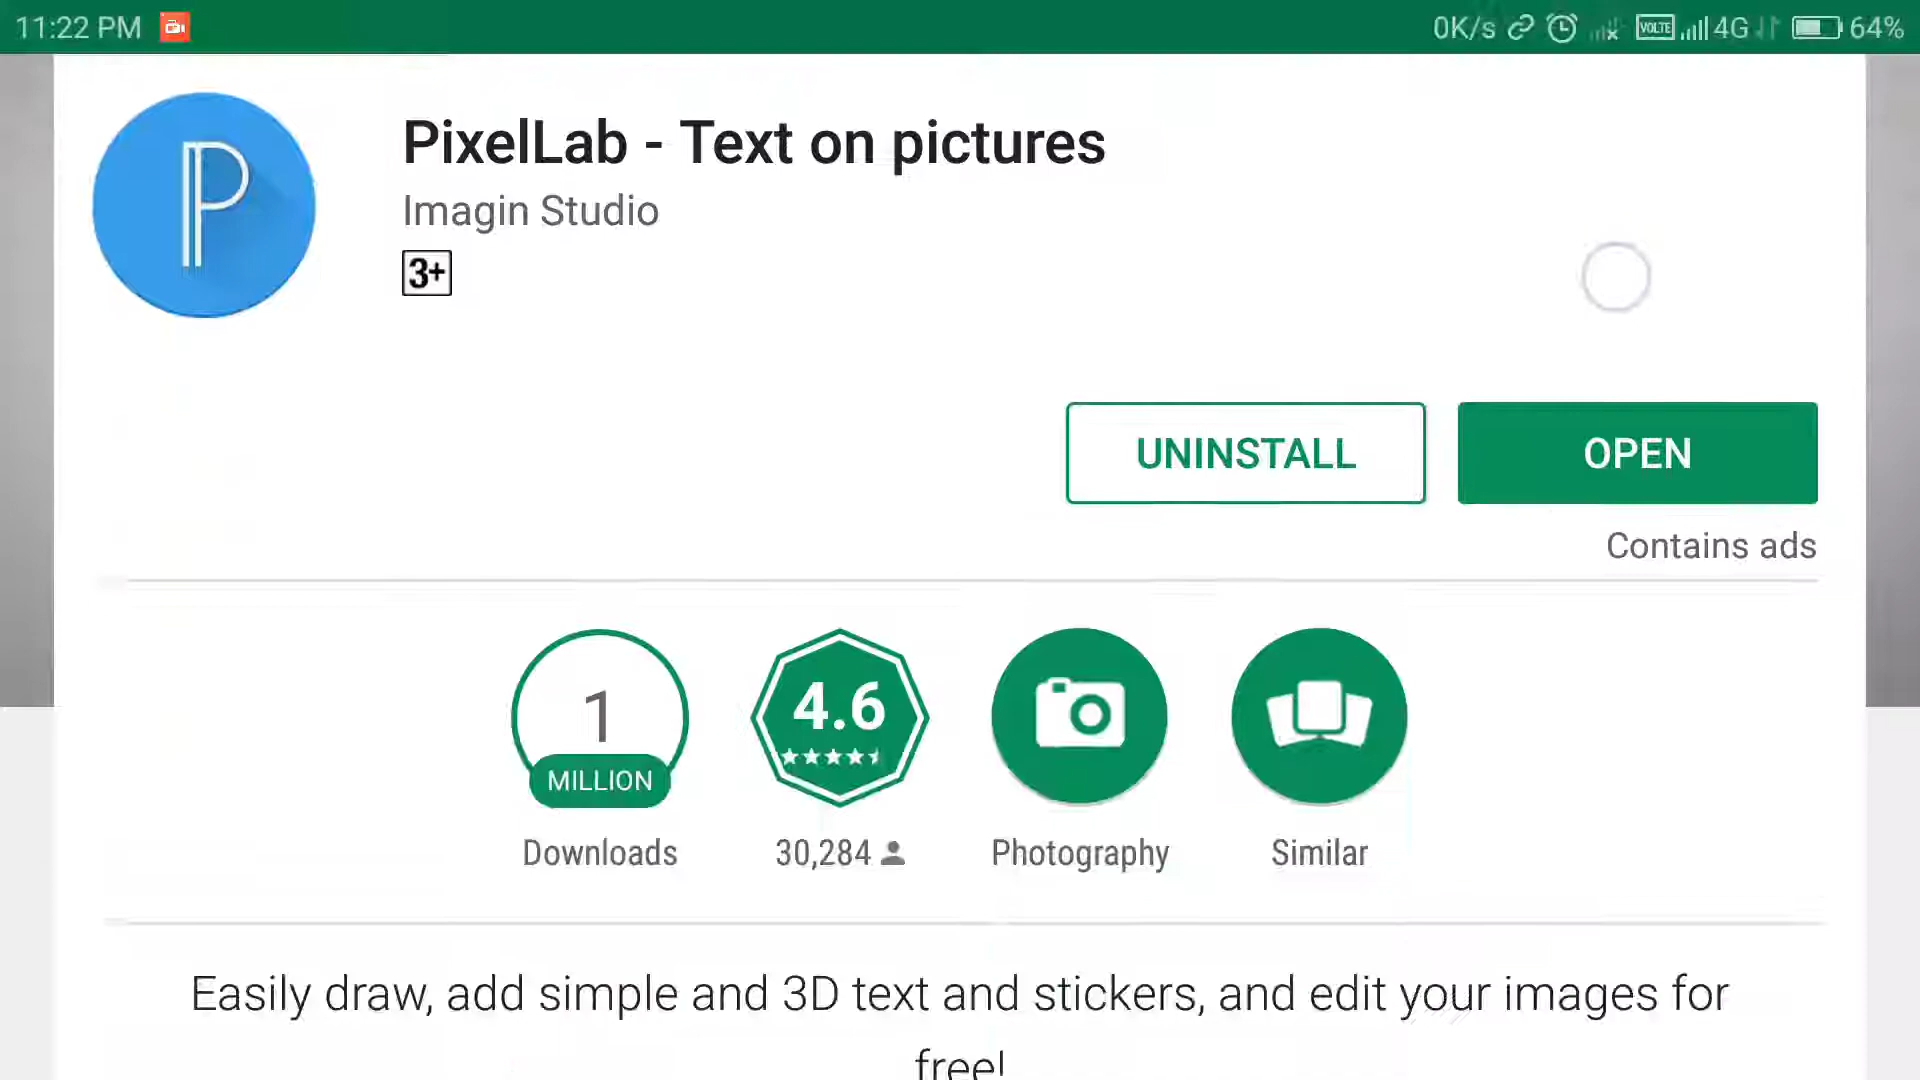 11:22 PM
0K/s VOLTE 4G 64%
PixelLab - Text on pictures
Imagin Studio
3+
UNINSTALL
OPEN
Contains ads
1
MILLION
4.6
Downloads
30,284
Photography
Similar
Easily draw, add simple and 3D text and stickers, and edit your images for
free!